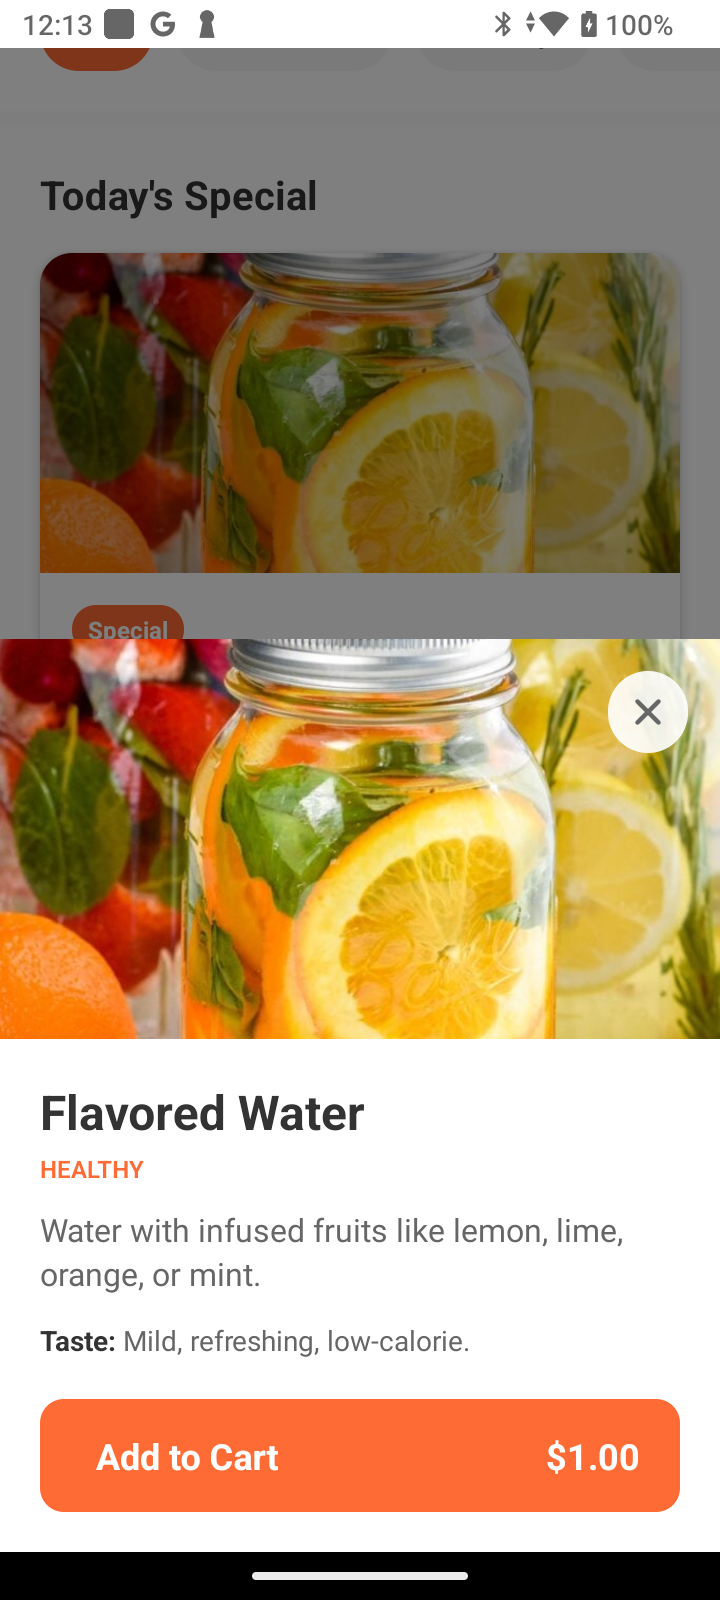 12:13
100%
Today's Special
Special
Flavored Water
HEALTHY
Water with infused fruits like lemon, lime,
orange, or mint.
Taste: Mild, refreshing, low-calorie.
Add to Cart $1.00